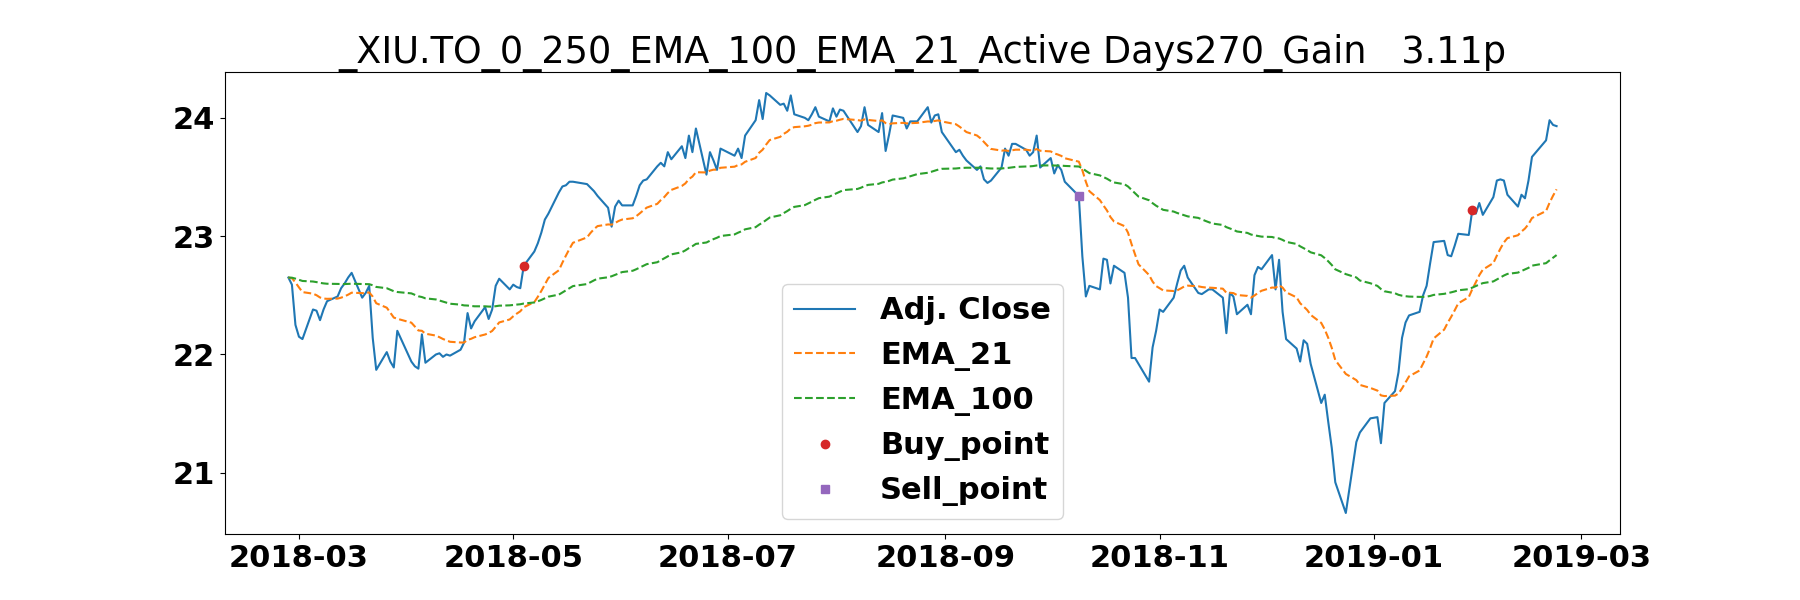 _XIU.TO_0_250_EMA_100_EMA_21_Active Days270_Gain   3.11p
24
23
22
21
Adj. Close
EMA_21
EMA_100
Buy_point
Sell_point
2018-03 2018-05 2018-07 2018-09 2018-11 2019-01 2019-03